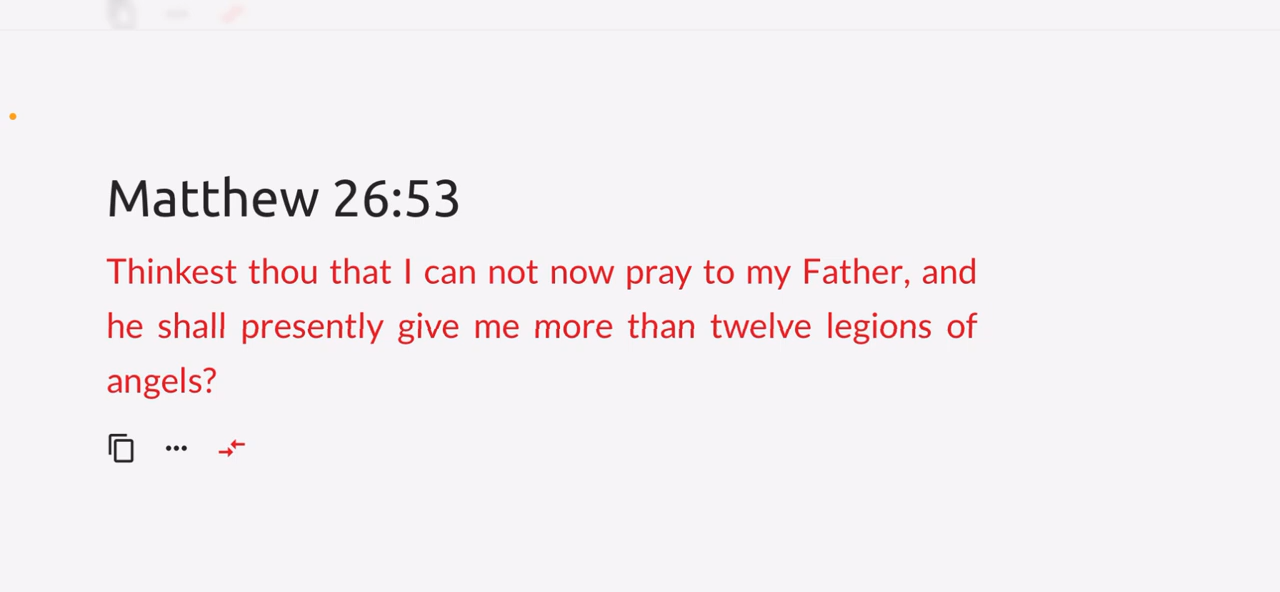 Matthew 26:53
Thinkest thou that I can not now pray to my Father, and
he shall presently give me more than twelve legions of
angels?